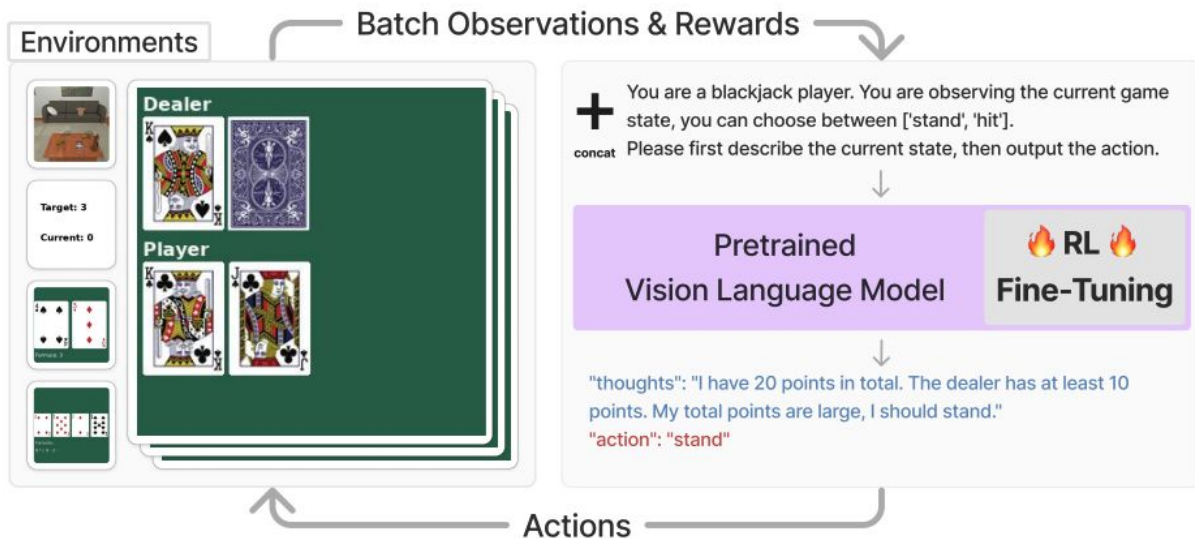 Batch Observations & Rewards
Environments
Target: 3
Current: 0
Dealer
K
K
Player
K
J
K
J
+
concat
You are a blackjack player. You are observing the current game
state, you can choose between ['stand', 'hit'].
Please first describe the current state, then output the action.
Pretrained
Vision Language Model
🔥 RL 🔥
Fine-Tuning
"thoughts": "I have 20 points in total. The dealer has at least 10
points. My total points are large, I should stand."
"action": "stand"
Actions